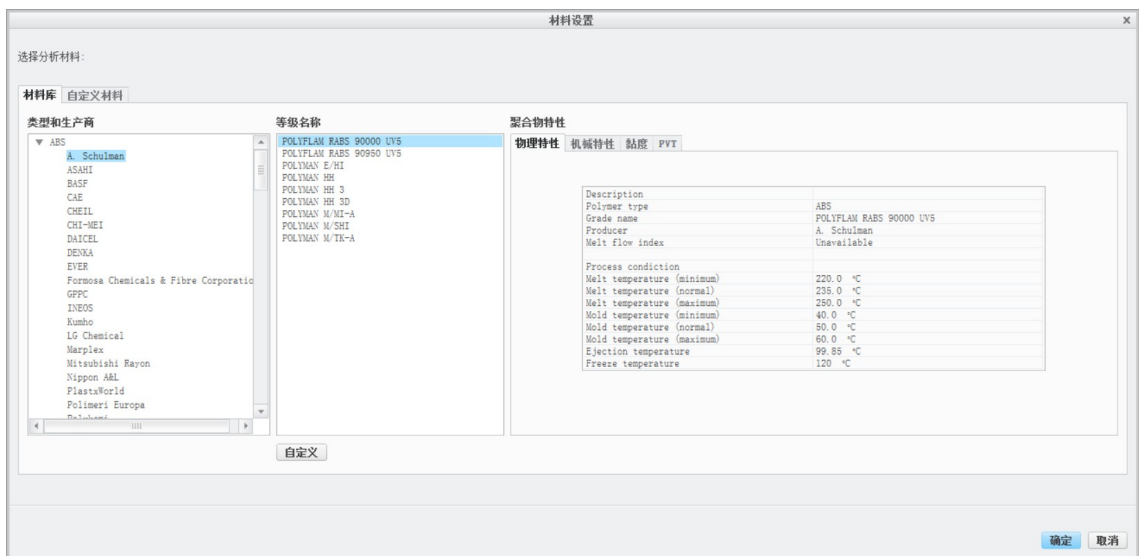 材料设置
x
选择分析材料:
材料库 自定义材料
类型和生产商
ABS
A. Schulman
ASAHI
BASF
CAE
CHEIL
CHI-MEI
DAICEL
DENKA
EVER
Formosa Chemicals & Fibre Corporatio
GPPC
INEOS
Kumho
LG Chemical
Marplex
Mitsubishi Rayon
Nippon A&L
PlastxWorld
Polimeri Europa
等级名称
POLYFLAM RABS 90000 UV5
POLYFLAM RABS 90950 UV5
POLYMAN E/HI
POLYMAN HH
POLYMAN HH 3
POLYMAN HH 3D
POLYMAN M/MI-A
POLYMAN M/SHI
POLYMAN M/TK-A
自定义
聚合物特性
物理特性 机械特性 黏度 PVT
Description
Polymer type ABS
Grade name POLYFLAM RABS 90000 UV5
Producer A. Schulman
Melt flow index Unavailable
Process condiction
Melt temperature (minimum) 220.0 °C
Melt temperature (normal) 235.0 °C
Melt temperature (maximum) 250.0 °C
Mold temperature (minimum) 40.0 °C
Mold temperature (normal) 50.0 °C
Mold temperature (maximum) 60.0 °C
Ejection temperature 99.85 °C
Freeze temperature 120 °C
确定 取消